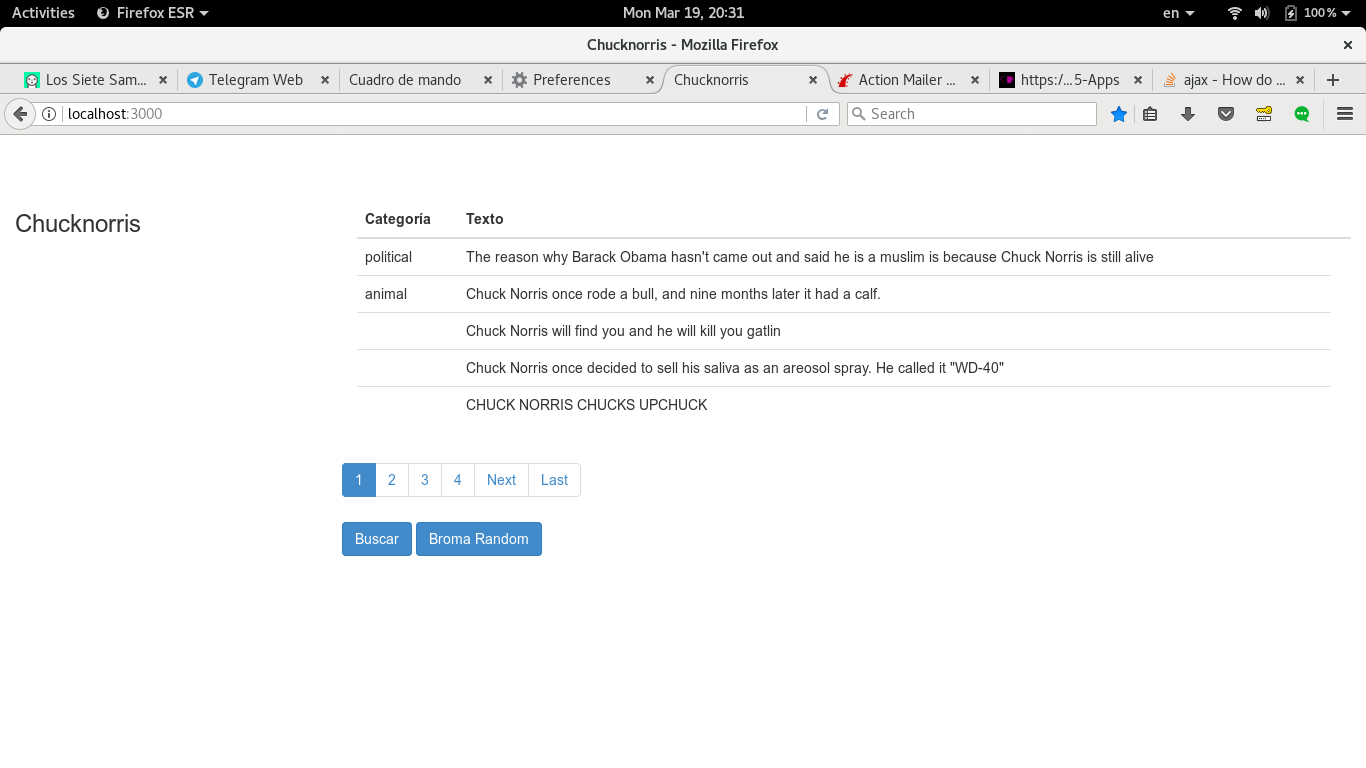 Activities Firefox ESR Mon Mar 19, 20:31 en 100%
Chucknorris - Mozilla Firefox
Los Siete Sam... Telegram Web Cuadro de mando Preferences Chucknorris Action Mailer ... https:/...5-Apps ajax - How do ...
localhost:3000 Search
Chucknorris
Categoría Texto
political The reason why Barack Obama hasn't came out and said he is a muslim is because Chuck Norris is still alive
animal Chuck Norris once rode a bull, and nine months later it had a calf.
Chuck Norris will find you and he will kill you gatlin
Chuck Norris once decided to sell his saliva as an areosol spray. He called it "WD-40"
CHUCK NORRIS CHUCKS UPCHUCK
1 2 3 4 Next Last
Buscar Broma Random